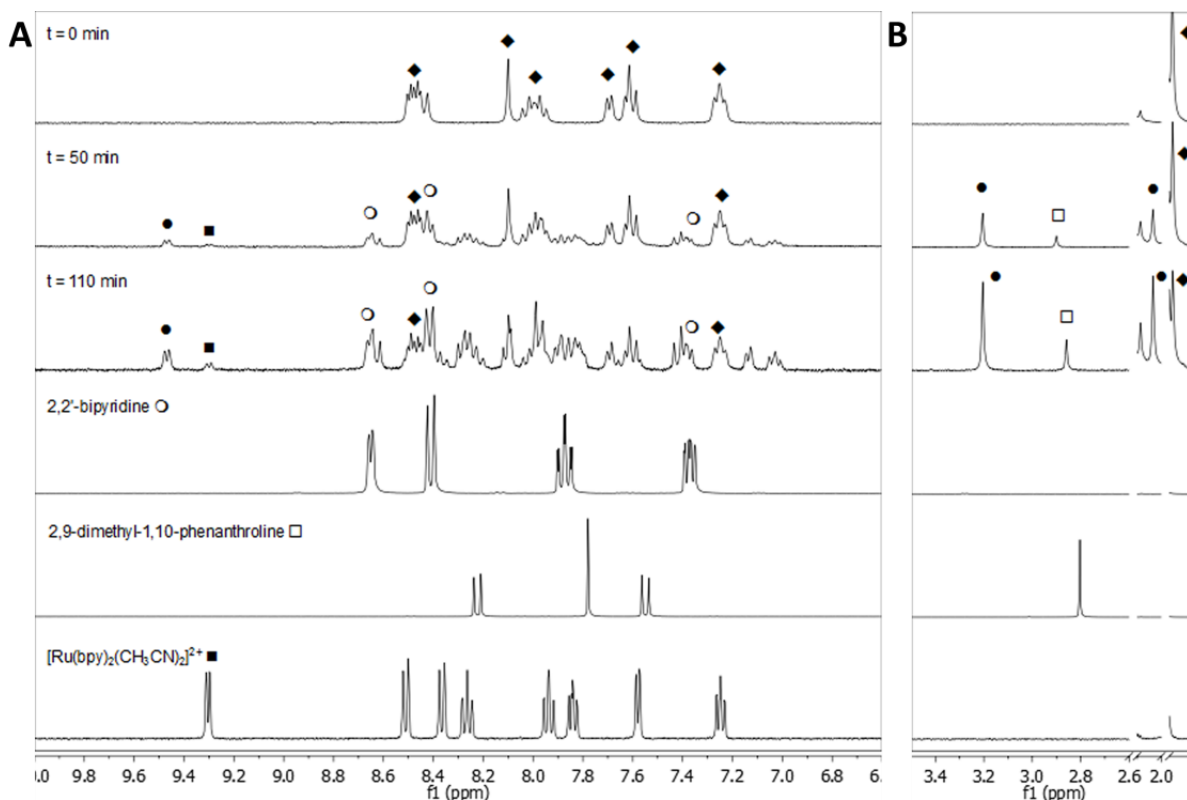 A
B
t = 0 min
t = 50 min
t = 110 min
2,2'-bipyridine
2,9-dimethyl-1,10-phenanthroline
[Ru(bpy)₂(CH₃CN)₂]²⁺
0.0 9.8 9.6 9.4 9.2 9.0 8.8 8.6 8.4 8.2 8.0 7.8 7.6 7.4 7.2 7.0 6.8 6.
f1 (ppm)
3.4 3.2 3.0 2.8 2.6 2.0
f1 (ppm)